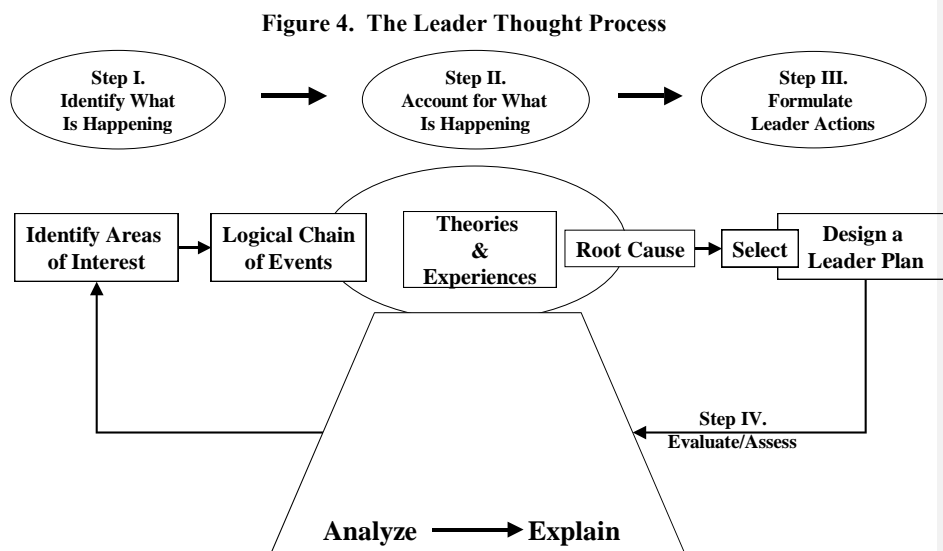 Figure 4.  The Leader Thought Process
Step I.
Identify What
Is Happening
Step II.
Account for What
Is Happening
Step III.
Formulate
Leader Actions
Identify Areas
of Interest
Logical Chain
of Events
Theories
&
Experiences
Root Cause
Select
Design a
Leader Plan
Step IV.
Evaluate/Assess
Analyze
Explain